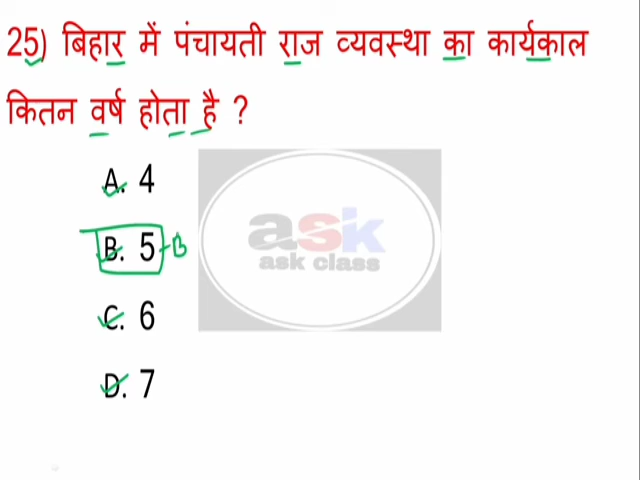 25) बिहार में पंचायती राज व्यवस्था का कार्यकाल
कितन वर्ष होता है ?
A. 4
B. 5 -B
C. 6
D. 7
ask
ask class